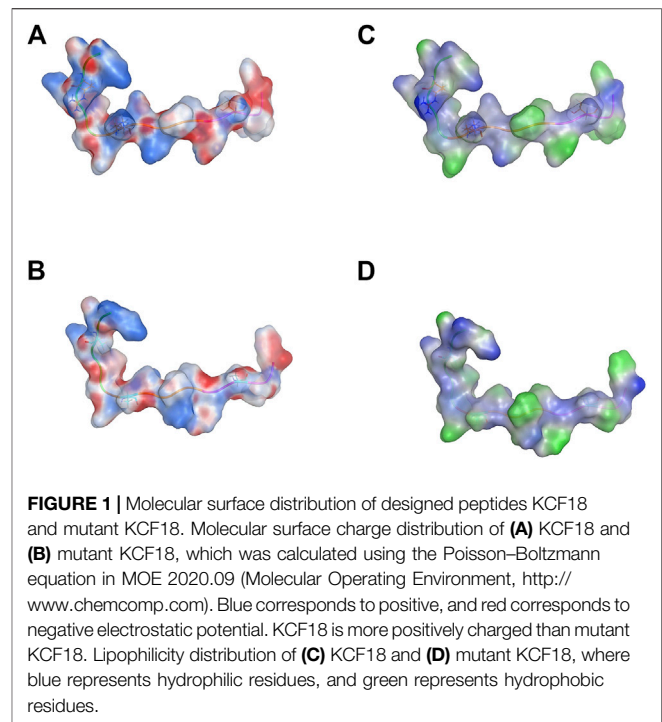 A
C
B
D
FIGURE 1 | Molecular surface distribution of designed peptides KCF18
and mutant KCF18. Molecular surface charge distribution of (A) KCF18 and
(B) mutant KCF18, which was calculated using the Poisson–Boltzmann
equation in MOE 2020.09 (Molecular Operating Environment, http://
www.chemcomp.com). Blue corresponds to positive, and red corresponds to
negative electrostatic potential. KCF18 is more positively charged than mutant
KCF18. Lipophilicity distribution of (C) KCF18 and (D) mutant KCF18, where
blue represents hydrophilic residues, and green represents hydrophobic
residues.